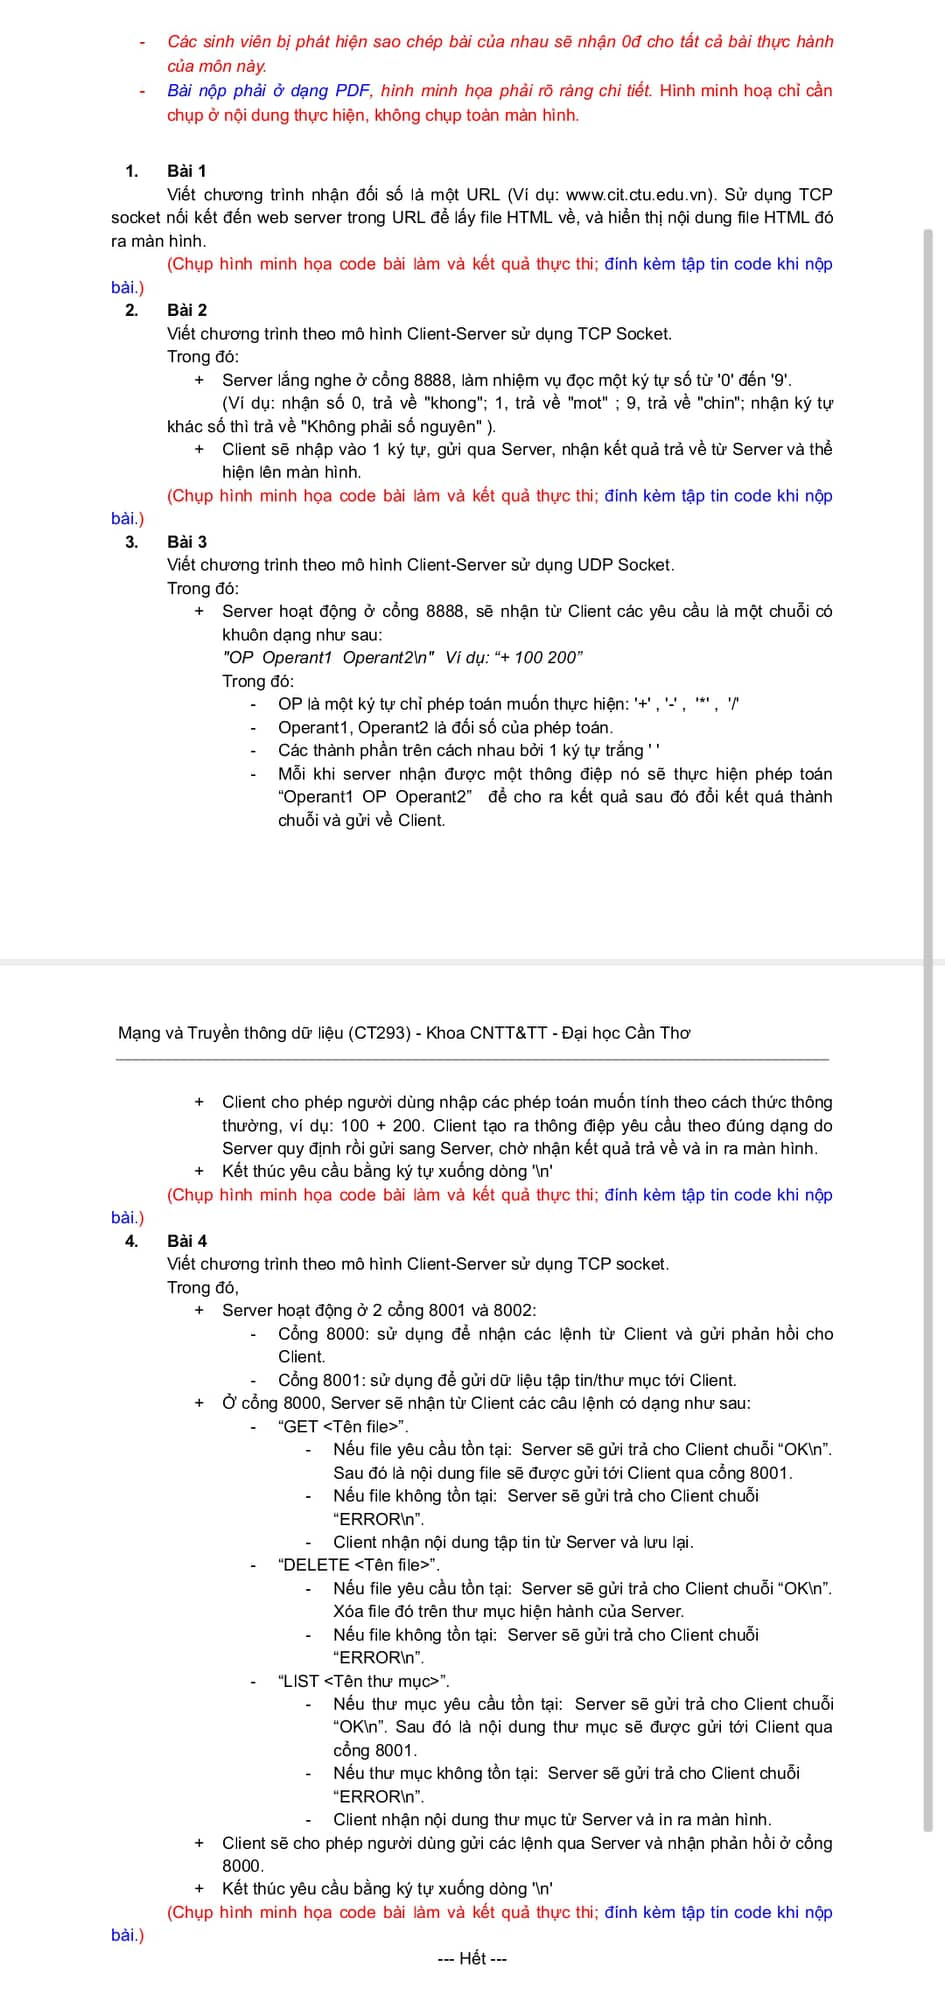 - Các sinh viên bị phát hiện sao chép bài của nhau sẽ nhận 0đ cho tất cả bài thực hành
của môn này.
- Bài nộp phải ở dạng PDF, hình minh họa phải rõ ràng chi tiết. Hình minh hoạ chỉ cần
chụp ở nội dung thực hiện, không chụp toàn màn hình.
1. Bài 1
Viết chương trình nhận đối số là một URL (Ví dụ: www.cit.ctu.edu.vn). Sử dụng TCP
socket nối kết đến web server trong URL để lấy file HTML về, và hiển thị nội dung file HTML đó
ra màn hình.
(Chụp hình minh họa code bài làm và kết quả thực thi; đính kèm tập tin code khi nộp
bài.)
2. Bài 2
Viết chương trình theo mô hình Client-Server sử dụng TCP Socket.
Trong đó:
+ Server lắng nghe ở cổng 8888, làm nhiệm vụ đọc một ký tự số từ '0' đến '9'.
(Ví dụ: nhận số 0, trả về "khong"; 1, trả về "mot" ; 9, trả về "chin"; nhận ký tự
khác số thì trả về "Không phải số nguyên" ).
+ Client sẽ nhập vào 1 ký tự, gửi qua Server, nhận kết quả trả về từ Server và thể
hiện lên màn hình.
(Chụp hình minh họa code bài làm và kết quả thực thi; đính kèm tập tin code khi nộp
bài.)
3. Bài 3
Viết chương trình theo mô hình Client-Server sử dụng UDP Socket.
Trong đó:
+ Server hoạt động ở cổng 8888, sẽ nhận từ Client các yêu cầu là một chuỗi có
khuôn dạng như sau:
"OP Operant1 Operant2\n" Ví dụ: “+ 100 200”
Trong đó:
- OP là một ký tự chỉ phép toán muốn thực hiện: '+' , '-' , '*' , '/'
- Operant1, Operant2 là đối số của phép toán.
- Các thành phần trên cách nhau bởi 1 ký tự trắng ' '
- Mỗi khi server nhận được một thông điệp nó sẽ thực hiện phép toán
“Operant1 OP Operant2” để cho ra kết quả sau đó đổi kết quá thành
chuỗi và gửi về Client.
Mạng và Truyền thông dữ liệu (CT293) - Khoa CNTT&TT - Đại học Cần Thơ
+ Client cho phép người dùng nhập các phép toán muốn tính theo cách thức thông
thường, ví dụ: 100 + 200. Client tạo ra thông điệp yêu cầu theo đúng dạng do
Server quy định rồi gửi sang Server, chờ nhận kết quả trả về và in ra màn hình.
+ Kết thúc yêu cầu bằng ký tự xuống dòng '\n'
(Chụp hình minh họa code bài làm và kết quả thực thi; đính kèm tập tin code khi nộp
bài.)
4. Bài 4
Viết chương trình theo mô hình Client-Server sử dụng TCP socket.
Trong đó,
+ Server hoạt động ở 2 cổng 8001 và 8002:
- Cổng 8000: sử dụng để nhận các lệnh từ Client và gửi phản hồi cho
Client.
- Cổng 8001: sử dụng để gửi dữ liệu tập tin/thư mục tới Client.
+ Ở cổng 8000, Server sẽ nhận từ Client các câu lệnh có dạng như sau:
- “GET <Tên file>”.
- Nếu file yêu cầu tồn tại: Server sẽ gửi trả cho Client chuỗi “OK\n”.
Sau đó là nội dung file sẽ được gửi tới Client qua cổng 8001.
- Nếu file không tồn tại: Server sẽ gửi trả cho Client chuỗi
“ERROR\n”.
- Client nhận nội dung tập tin từ Server và lưu lại.
- “DELETE <Tên file>”.
- Nếu file yêu cầu tồn tại: Server sẽ gửi trả cho Client chuỗi “OK\n”.
Xóa file đó trên thư mục hiện hành của Server.
- Nếu file không tồn tại: Server sẽ gửi trả cho Client chuỗi
“ERROR\n”.
- “LIST <Tên thư mục>”.
- Nếu thư mục yêu cầu tồn tại: Server sẽ gửi trả cho Client chuỗi
“OK\n”. Sau đó là nội dung thư mục sẽ được gửi tới Client qua
cổng 8001.
- Nếu thư mục không tồn tại: Server sẽ gửi trả cho Client chuỗi
“ERROR\n”.
- Client nhận nội dung thư mục từ Server và in ra màn hình.
+ Client sẽ cho phép người dùng gửi các lệnh qua Server và nhận phản hồi ở cổng
8000.
+ Kết thúc yêu cầu bằng ký tự xuống dòng '\n'
(Chụp hình minh họa code bài làm và kết quả thực thi; đính kèm tập tin code khi nộp
bài.)
--- Hết ---